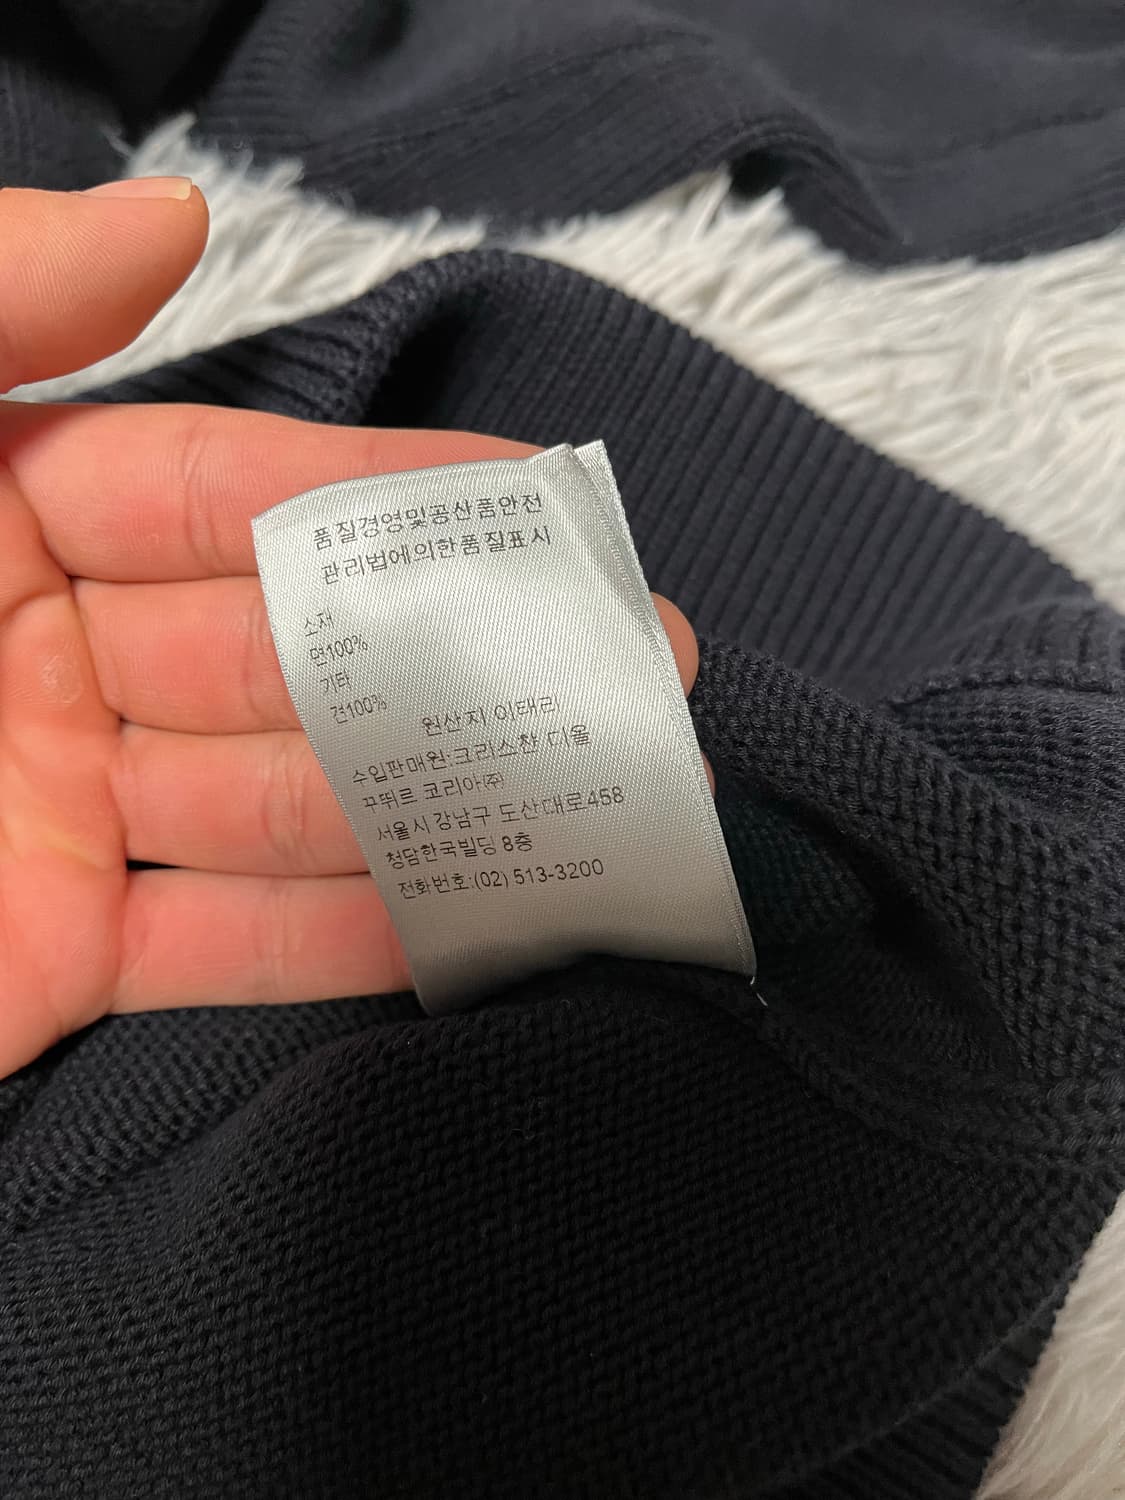 품질경영및공산품안전
관리법에의한품질표시
소재
면100%
기타
견100%
원산지 이태리
수입판매원:크리스챤 디올
꾸뛰르 코리아㈜
서울시 강남구 도산대로458
청담한국빌딩 8층
전화번호:(02) 513-3200